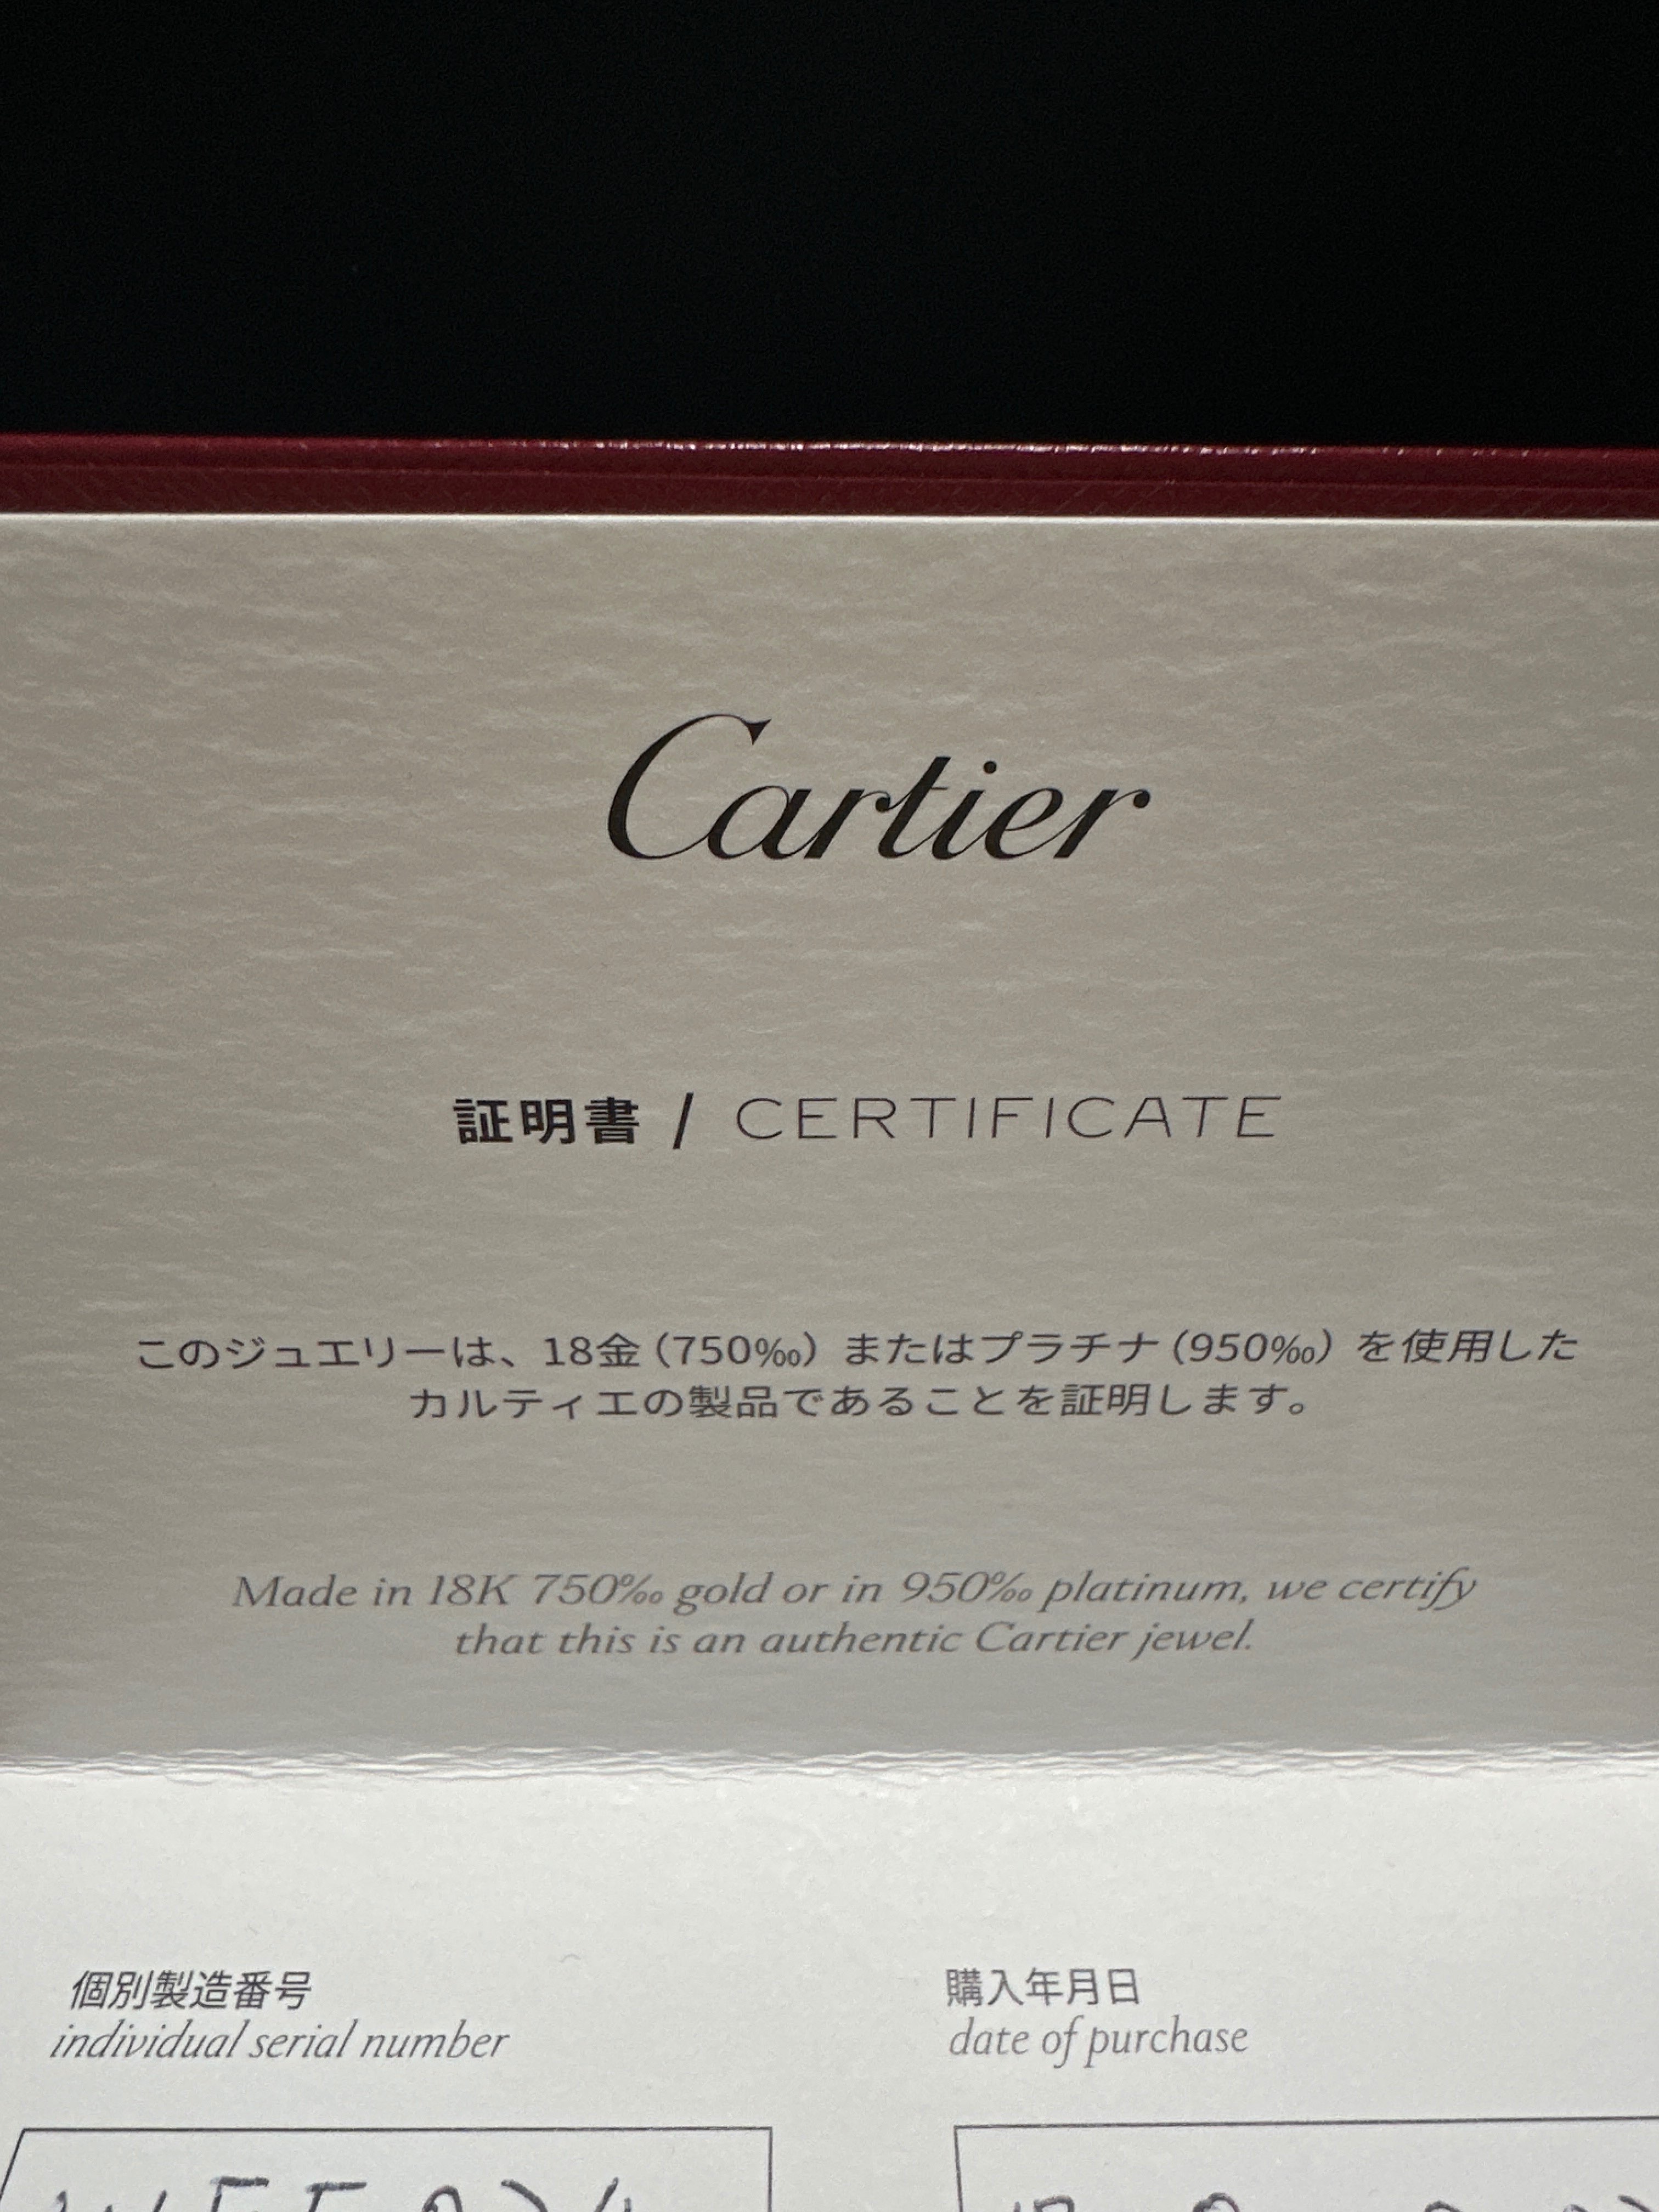 Cartier
証明書 / CERTIFICATE
このジュエリーは、18金（750‰）またはプラチナ（950‰）を使用した
カルティエの製品であることを証明します。
Made in 18K 750‰ gold or in 950‰ platinum, we certify
that this is an authentic Cartier jewel.
個別製造番号
individual serial number
購入年月日
date of purchase